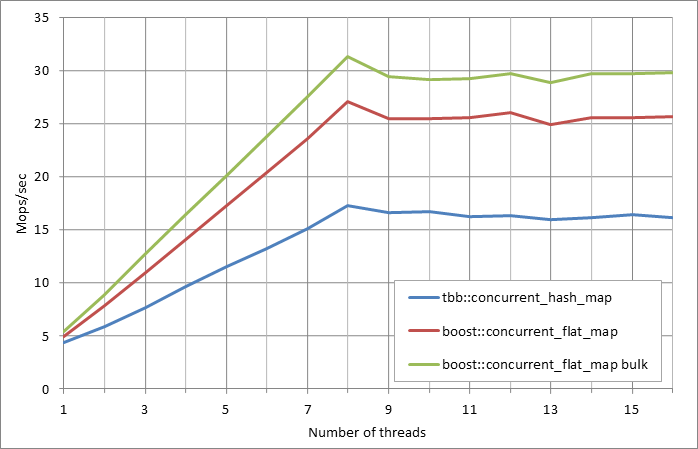 35
30
25
20
15
10
5
0
Mops/sec
tbb::concurrent_hash_map
boost::concurrent_flat_map
boost::concurrent_flat_map bulk
1 3 5 7 9 11 13 15
Number of threads